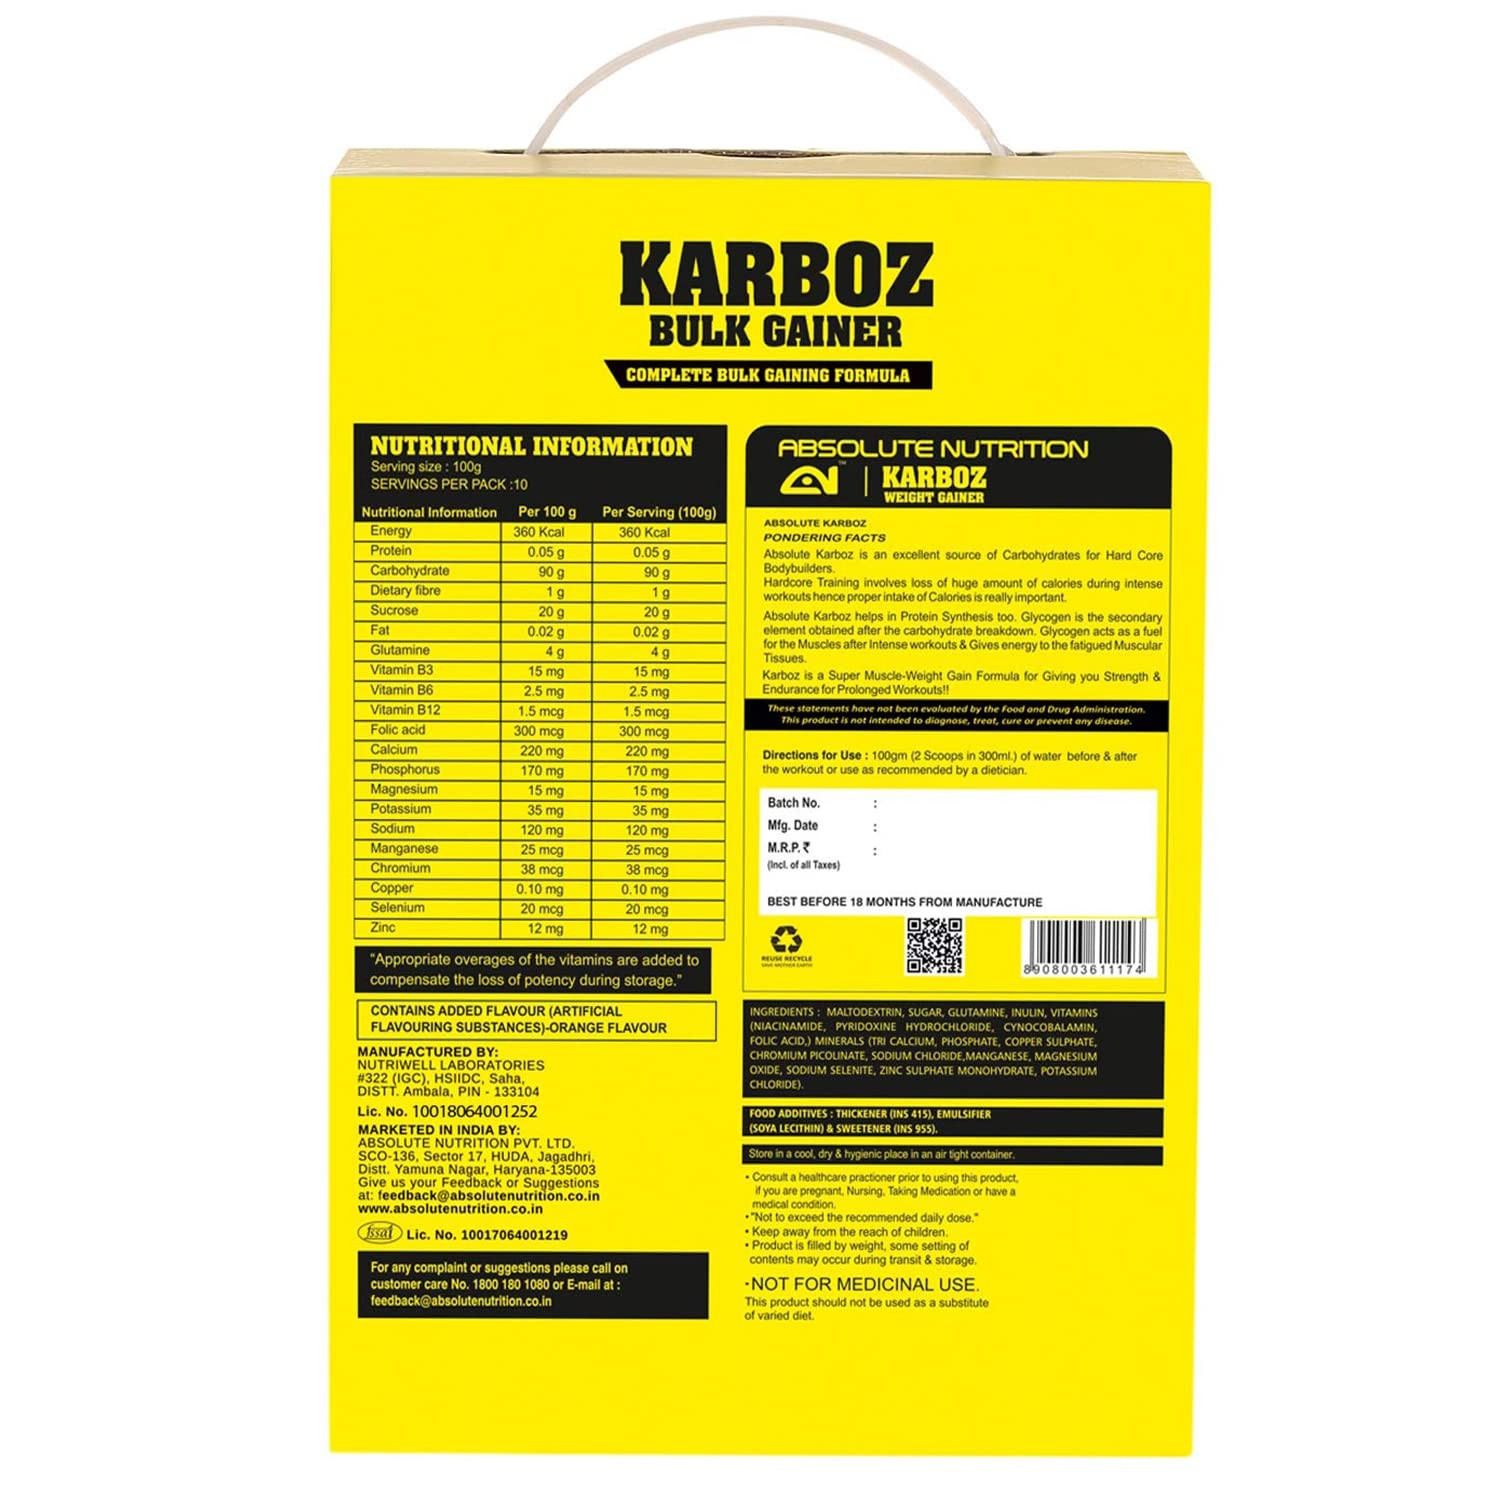 KARBOZ
BULK GAINER
COMPLETE BULK GAINING FORMULA
NUTRITIONAL INFORMATION
Serving size : 100g
SERVINGS PER PACK :10
Nutritional Information Per 100 g Per Serving (100g)
Energy 360 Kcal 360 Kcal
Protein 0.05 g 0.05 g
Carbohydrate 90 g 90 g
Dietary fibre 1 g 1 g
Sucrose 20 g 20 g
Fat 0.02 g 0.02 g
Glutamine 4 g 4 g
Vitamin B3 15 mg 15 mg
Vitamin B6 2.5 mg 2.5 mg
Vitamin B12 1.5 mcg 1.5 mcg
Folic acid 300 mcg 300 mcg
Calcium 220 mg 220 mg
Phosphorus 170 mg 170 mg
Magnesium 15 mg 15 mg
Potassium 35 mg 35 mg
Sodium 120 mg 120 mg
Manganese 25 mcg 25 mcg
Chromium 38 mcg 38 mcg
Copper 0.10 mg 0.10 mg
Selenium 20 mcg 20 mcg
Zinc 12 mg 12 mg
"Appropriate overages of the vitamins are added to
compensate the loss of potency during storage."
CONTAINS ADDED FLAVOUR (ARTIFICIAL
FLAVOURING SUBSTANCES)-ORANGE FLAVOUR
MANUFACTURED BY:
NUTRIWELL LABORATORIES
#322 (IGC), HSIIDC, Saha,
DISTT. Ambala, PIN - 133104
Lic. No. 10018064001252
MARKETED IN INDIA BY:
ABSOLUTE NUTRITION PVT. LTD.
SCO-136, Sector 17, HUDA, Jagadhri,
Distt. Yamuna Nagar, Haryana-135003
Give us your Feedback or Suggestions
at: feedback@absolutenutrition.co.in
www.absolutenutrition.co.in
fssai Lic. No. 10017064001219
For any complaint or suggestions please call on
customer care No. 1800 180 1080 or E-mail at :
feedback@absolutenutrition.co.in
ABSOLUTE NUTRITION
AN ™ | KARBOZ
WEIGHT GAINER
ABSOLUTE KARBOZ
PONDERING FACTS
Absolute Karboz is an excellent source of Carbohydrates for Hard Core
Bodybuilders.
Hardcore Training involves loss of huge amount of calories during intense
workouts hence proper intake of Calories is really important.
Absolute Karboz helps in Protein Synthesis too. Glycogen is the secondary
element obtained after the carbohydrate breakdown. Glycogen acts as a fuel
for the Muscles after Intense workouts & Gives energy to the fatigued Muscular
Tissues.
Karboz is a Super Muscle-Weight Gain Formula for Giving you Strength &
Endurance for Prolonged Workouts!!
These statements have not been evaluated by the Food and Drug Administration.
This product is not intended to diagnose, treat, cure or prevent any disease.
Directions for Use : 100gm (2 Scoops in 300ml.) of water before & after
the workout or use as recommended by a dietician.
Batch No. :
Mfg. Date :
M.R.P. ₹ :
(Incl. of all Taxes)
BEST BEFORE 18 MONTHS FROM MANUFACTURE
REUSE RECYCLE
SAVE MOTHER EARTH
8908003611174
INGREDIENTS : MALTODEXTRIN, SUGAR, GLUTAMINE, INULIN, VITAMINS
(NIACINAMIDE, PYRIDOXINE HYDROCHLORIDE, CYNOCOBALAMIN,
FOLIC ACID,) MINERALS (TRI CALCIUM, PHOSPHATE, COPPER SULPHATE,
CHROMIUM PICOLINATE, SODIUM CHLORIDE,MANGANESE, MAGNESIUM
OXIDE, SODIUM SELENITE, ZINC SULPHATE MONOHYDRATE, POTASSIUM
CHLORIDE).
FOOD ADDITIVES : THICKENER (INS 415), EMULSIFIER
(SOYA LECITHIN) & SWEETENER (INS 955).
Store in a cool, dry & hygienic place in an air tight container.
• Consult a healthcare practioner prior to using this product,
if you are pregnant, Nursing, Taking Medication or have a
medical condition.
• "Not to exceed the recommended daily dose."
• Keep away from the reach of children.
• Product is filled by weight, some setting of
contents may occur during transit & storage.
•NOT FOR MEDICINAL USE.
This product should not be used as a substitute
of varied diet.